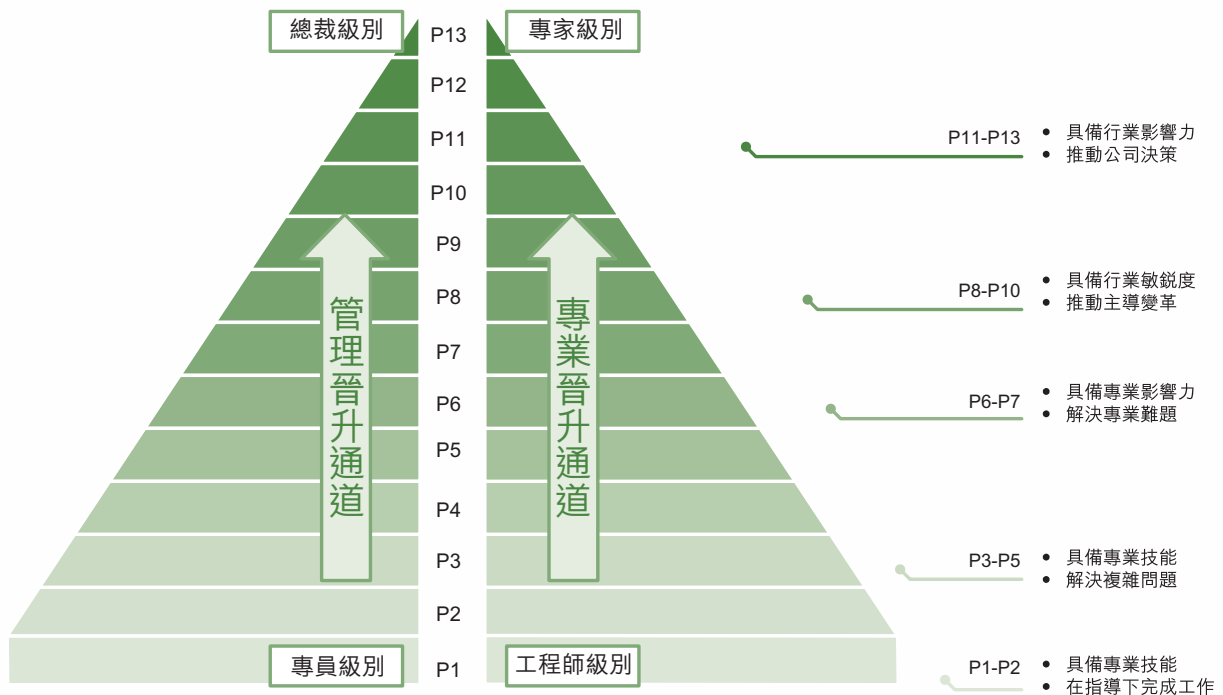 總裁級別
P13
專家級別
P12
P11
P10
P9
P8
P7
P6
P5
P4
P3
P2
P1
專員級別
工程師級別
管理晉升通道
專業晉升通道
P11-P13
• 具備行業影響力
• 推動公司決策
P8-P10
• 具備行業敏銳度
• 推動主導變革
P6-P7
• 具備專業影響力
• 解決專業難題
P3-P5
• 具備專業技能
• 解決複雜問題
P1-P2
• 具備專業技能
• 在指導下完成工作